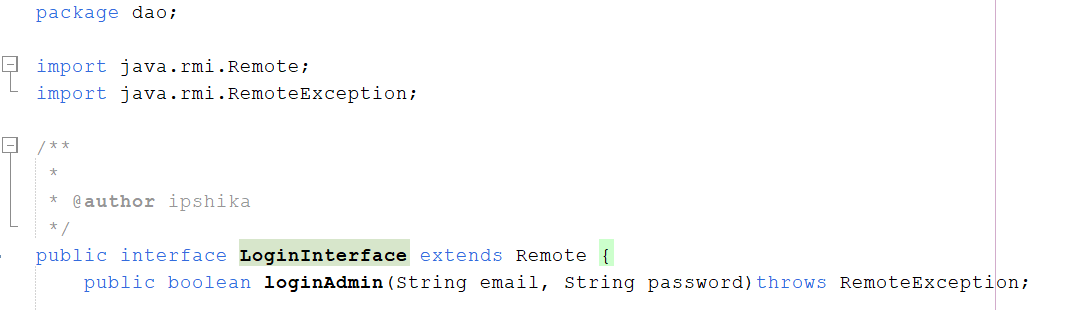 package dao;
import java.rmi.Remote;
import java.rmi.RemoteException;
/**
 *
 * @author ipshika
 */
public interface LoginInterface extends Remote {
    public boolean loginAdmin(String email, String password)throws RemoteException;